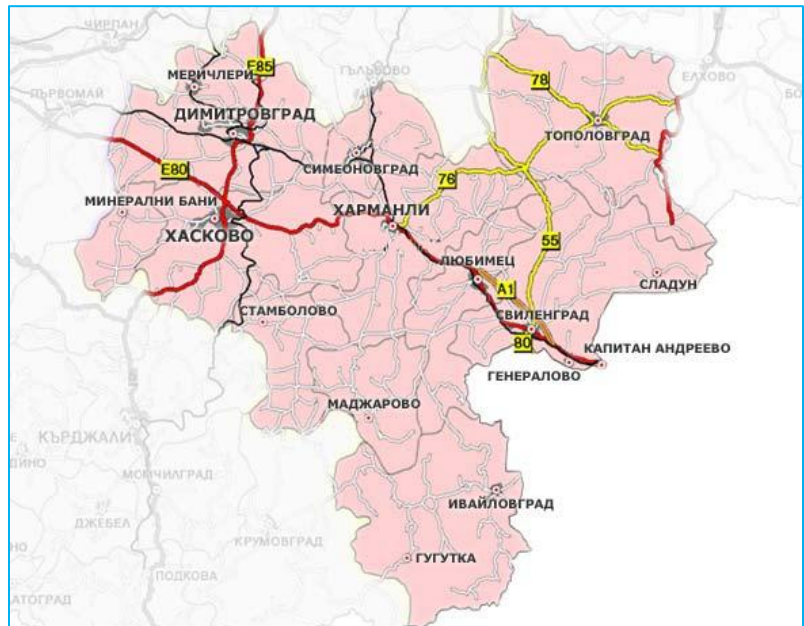 ЧИРПАН
E85
ГЪЛЪБОВО
МЕРИЧЛЕРИ
78
ЕЛХОВО
ПЪРВОМАЙ
ДИМИТРОВГРАД
ТОПОЛОВГРАД
СИМЕОНОВГРАД
E80
76
МИНЕРАЛНИ БАНИ
ХАРМАНЛИ
ХАСКОВО
55
ЛЮБИМЕЦ
СЛАДУН
A1
СТАМБОЛОВО
СВИЛЕНГРАД
80
КАПИТАН АНДРЕЕВО
ГЕНЕРАЛОВО
МАДЖАРОВО
КЪРДЖАЛИ
МОМЧИЛГРАД
ИВАЙЛОВГРАД
ДЖЕБЕЛ
КРУМОВГРАД
ГУГУТКА
ПОДКОВА